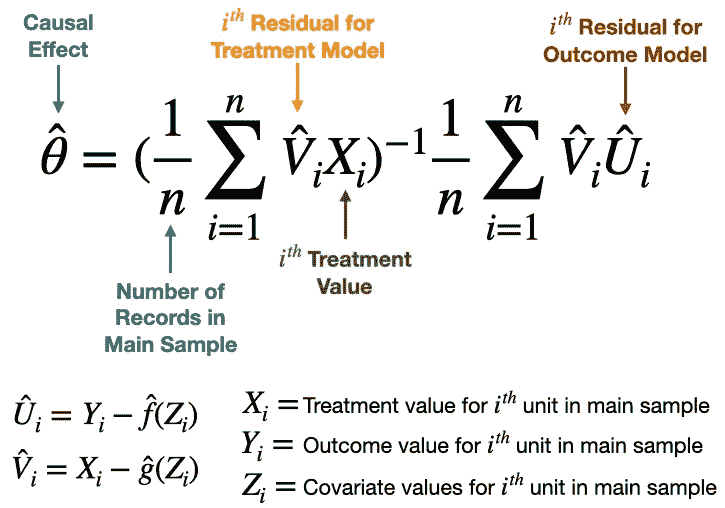 Causal
Effect
i^{th} Residual for
Treatment Model
i^{th} Residual for
Outcome Model
\hat{θ} = (\frac{1}{n} \sum_{i=1}^{n} \hat{V}_i X_i)^{-1} \frac{1}{n} \sum_{i=1}^{n} \hat{V}_i \hat{U}_i
i^{th} Treatment
Value
Number of
Records in
Main Sample
\hat{U}_i = Y_i − \hat{f}(Z_i)
\hat{V}_i = X_i − \hat{g}(Z_i)
X_i = Treatment value for i^{th} unit in main sample
Y_i = Outcome value for i^{th} unit in main sample
Z_i = Covariate values for i^{th} unit in main sample